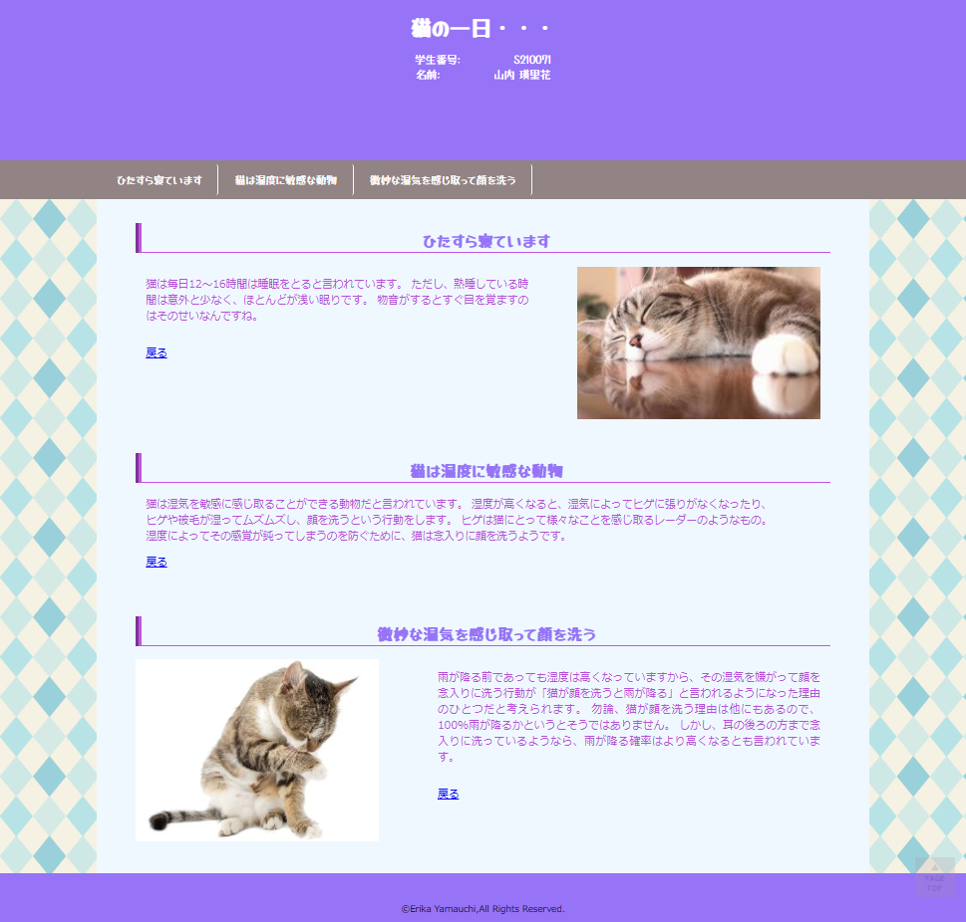 猫の一日・・・
学生番号: S210071
名前: 山内 瑛里花
ひたすら寝ています
猫は湿度に敏感な動物
微妙な湿気を感じ取って顔を洗う
ひたすら寝ています
猫は毎日12～16時間は睡眠をとると言われています。 ただし、熟睡している時
間は意外と少なく、ほとんどが浅い眠りです。 物音がするとすぐ目を覚ますの
はそのせいなんですね。
戻る
猫は湿度に敏感な動物
猫は湿気を敏感に感じ取ることができる動物だと言われています。 湿度が高くなると、湿気によってヒゲに張りがなくなったり、
ヒゲや被毛が湿ってムズムズし、顔を洗うという行動をします。 ヒゲは猫にとって様々なことを感じ取るレーダーのようなもの。
湿度によってその感覚が鈍ってしまうのを防ぐために、猫は念入りに顔を洗うようです。
戻る
微妙な湿気を感じ取って顔を洗う
雨が降る前であっても湿度は高くなっていますから、その湿気を嫌がって顔を
念入りに洗う行動が「猫が顔を洗うと雨が降る」と言われるようになった理由
のひとつだと考えられます。 勿論、猫が顔を洗う理由は他にもあるので、
100%雨が降るかというとそうではありません。 しかし、耳の後ろの方まで念
入りに洗っているようなら、雨が降る確率はより高くなるとも言われていま
す。
戻る
▲
PAGE
TOP
©Erika Yamauchi,All Rights Reserved.